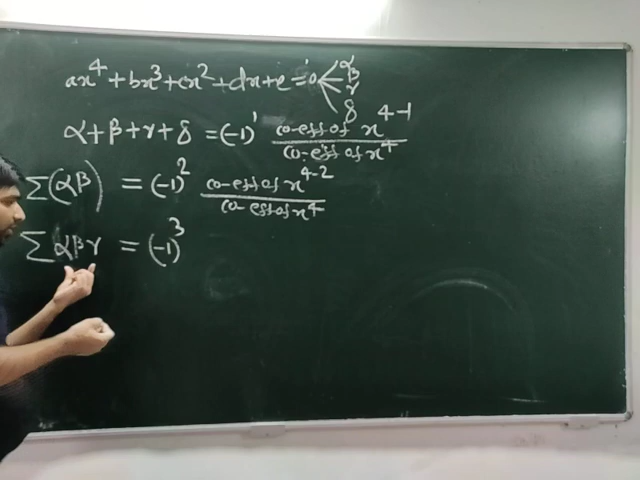 ax⁴+bx³+cx²+dx+e=0 α β γ δ
α+β+γ+δ = (-1)¹ co-eff of x⁴⁻¹ / co-eff of x⁴
Σ(αβ) = (-1)² co-eff of x⁴⁻² / co-eff of x⁴
Σαβγ = (-1)³